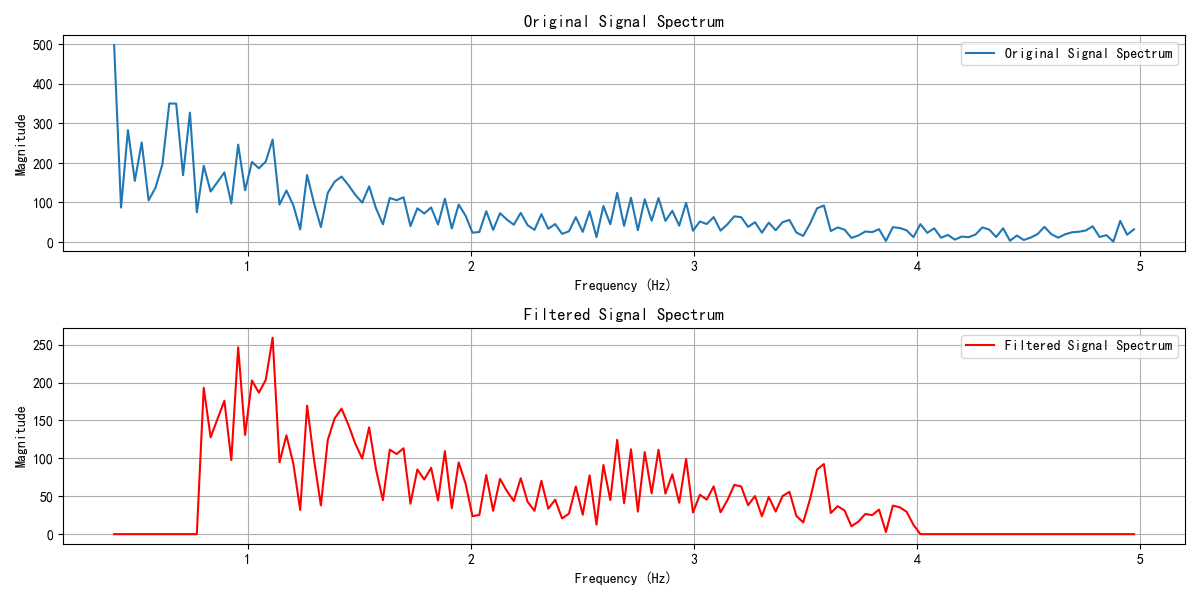 Original Signal Spectrum
500
400
300
200
100
0
Magnitude
Original Signal Spectrum
1
2
3
4
5
Frequency (Hz)
Filtered Signal Spectrum
250
200
150
100
50
0
Magnitude
Filtered Signal Spectrum
1
2
3
4
5
Frequency (Hz)